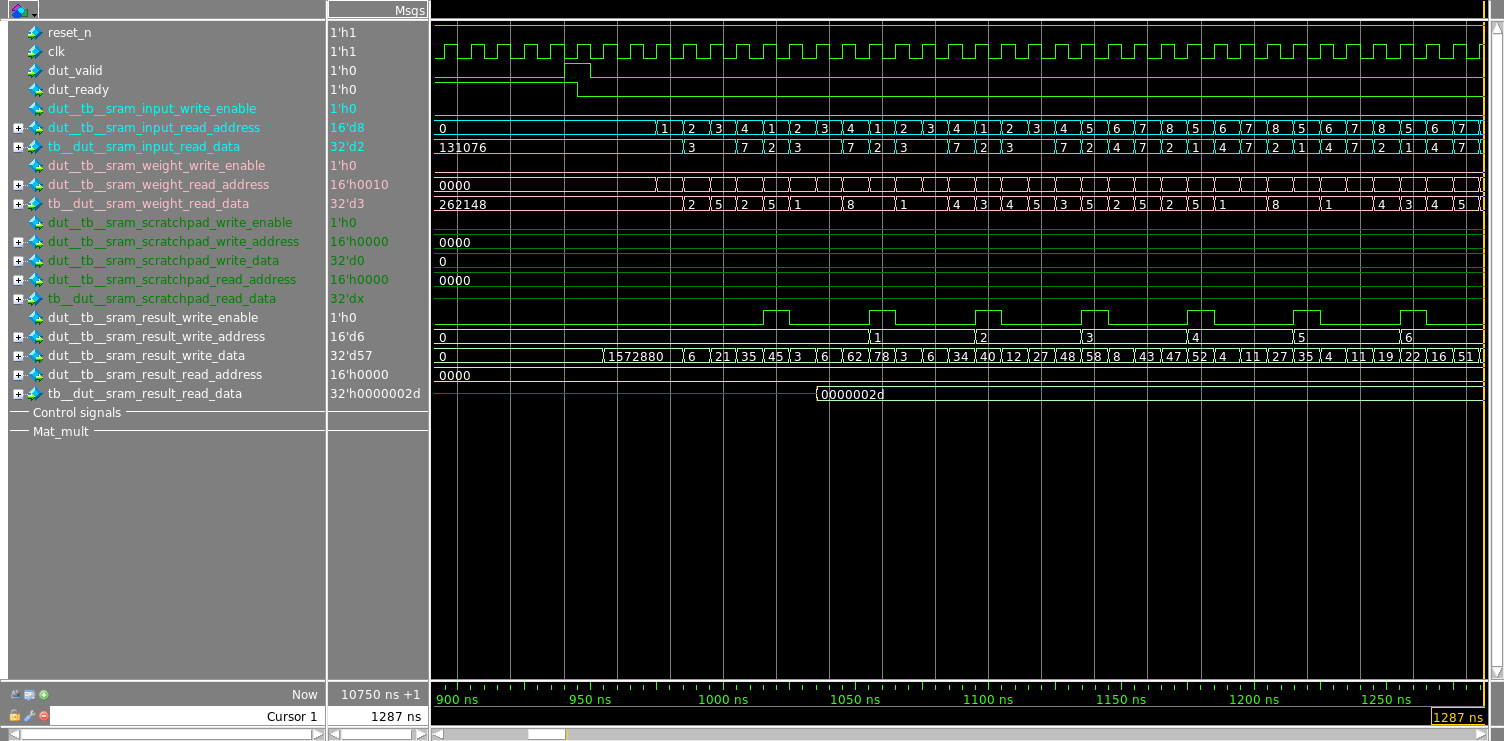 Msgs
reset_n 1'h1
clk 1'h1
dut_valid 1'h0
dut_ready 1'h0
dut__tb__sram_input_write_enable 1'h0
dut__tb__sram_input_read_address 16'd8 0 1 2 3 4 1 2 3 4 1 2 3 4 1 2 3 4 5 6 7 8 5 6 7 8 5 6 7 8 5 6 7
tb__dut__sram_input_read_data 32'd2 131076 3 7 2 3 7 2 3 7 2 3 7 2 4 7 2 1 4 7 2 1 4 7 2 1 4 7
dut__tb__sram_weight_write_enable 1'h0
dut__tb__sram_weight_read_address 16'h0010 0000
tb__dut__sram_weight_read_data 32'd3 262148 2 5 2 5 1 8 1 4 3 4 5 3 5 2 5 2 5 1 8 1 4 3 4 5
dut__tb__sram_scratchpad_write_enable 1'h0
dut__tb__sram_scratchpad_write_address 16'h0000 0000
dut__tb__sram_scratchpad_write_data 32'd0 0
dut__tb__sram_scratchpad_read_address 16'h0000 0000
tb__dut__sram_scratchpad_read_data 32'dx
dut__tb__sram_result_write_enable 1'h0
dut__tb__sram_result_write_address 16'd6 0 1 2 3 4 5 6
dut__tb__sram_result_write_data 32'd57 0 1572880 6 21 35 45 3 6 62 78 3 6 34 40 12 27 48 58 8 43 47 52 4 11 27 35 4 11 19 22 16 51
dut__tb__sram_result_read_address 16'h0000 0000
tb__dut__sram_result_read_data 32'h0000002d 0000002d
Control signals
Mat_mult
Now 10750 ns +1 900 ns 950 ns 1000 ns 1050 ns 1100 ns 1150 ns 1200 ns 1250 ns
Cursor 1 1287 ns 1287 ns